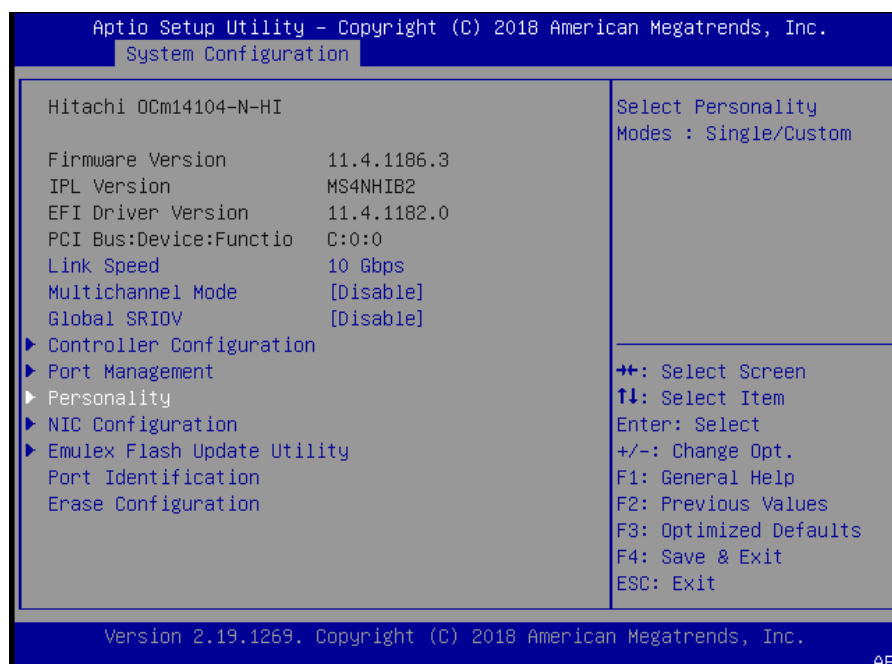 Aptio Setup Utility – Copyright (C) 2018 American Megatrends, Inc.
System Configuration
Hitachi OCm14104-N-HI
Firmware Version 11.4.1186.3
IPL Version MS4NHIB2
EFI Driver Version 11.4.1182.0
PCI Bus:Device:Functio C:0:0
Link Speed 10 Gbps
Multichannel Mode [Disable]
Global SRIOV [Disable]
Controller Configuration
Port Management
Personality
NIC Configuration
Emulex Flash Update Utility
Port Identification
Erase Configuration
Select Personality
Modes : Single/Custom
→←: Select Screen
↑↓: Select Item
Enter: Select
+/-: Change Opt.
F1: General Help
F2: Previous Values
F3: Optimized Defaults
F4: Save & Exit
ESC: Exit
Version 2.19.1269. Copyright (C) 2018 American Megatrends, Inc.